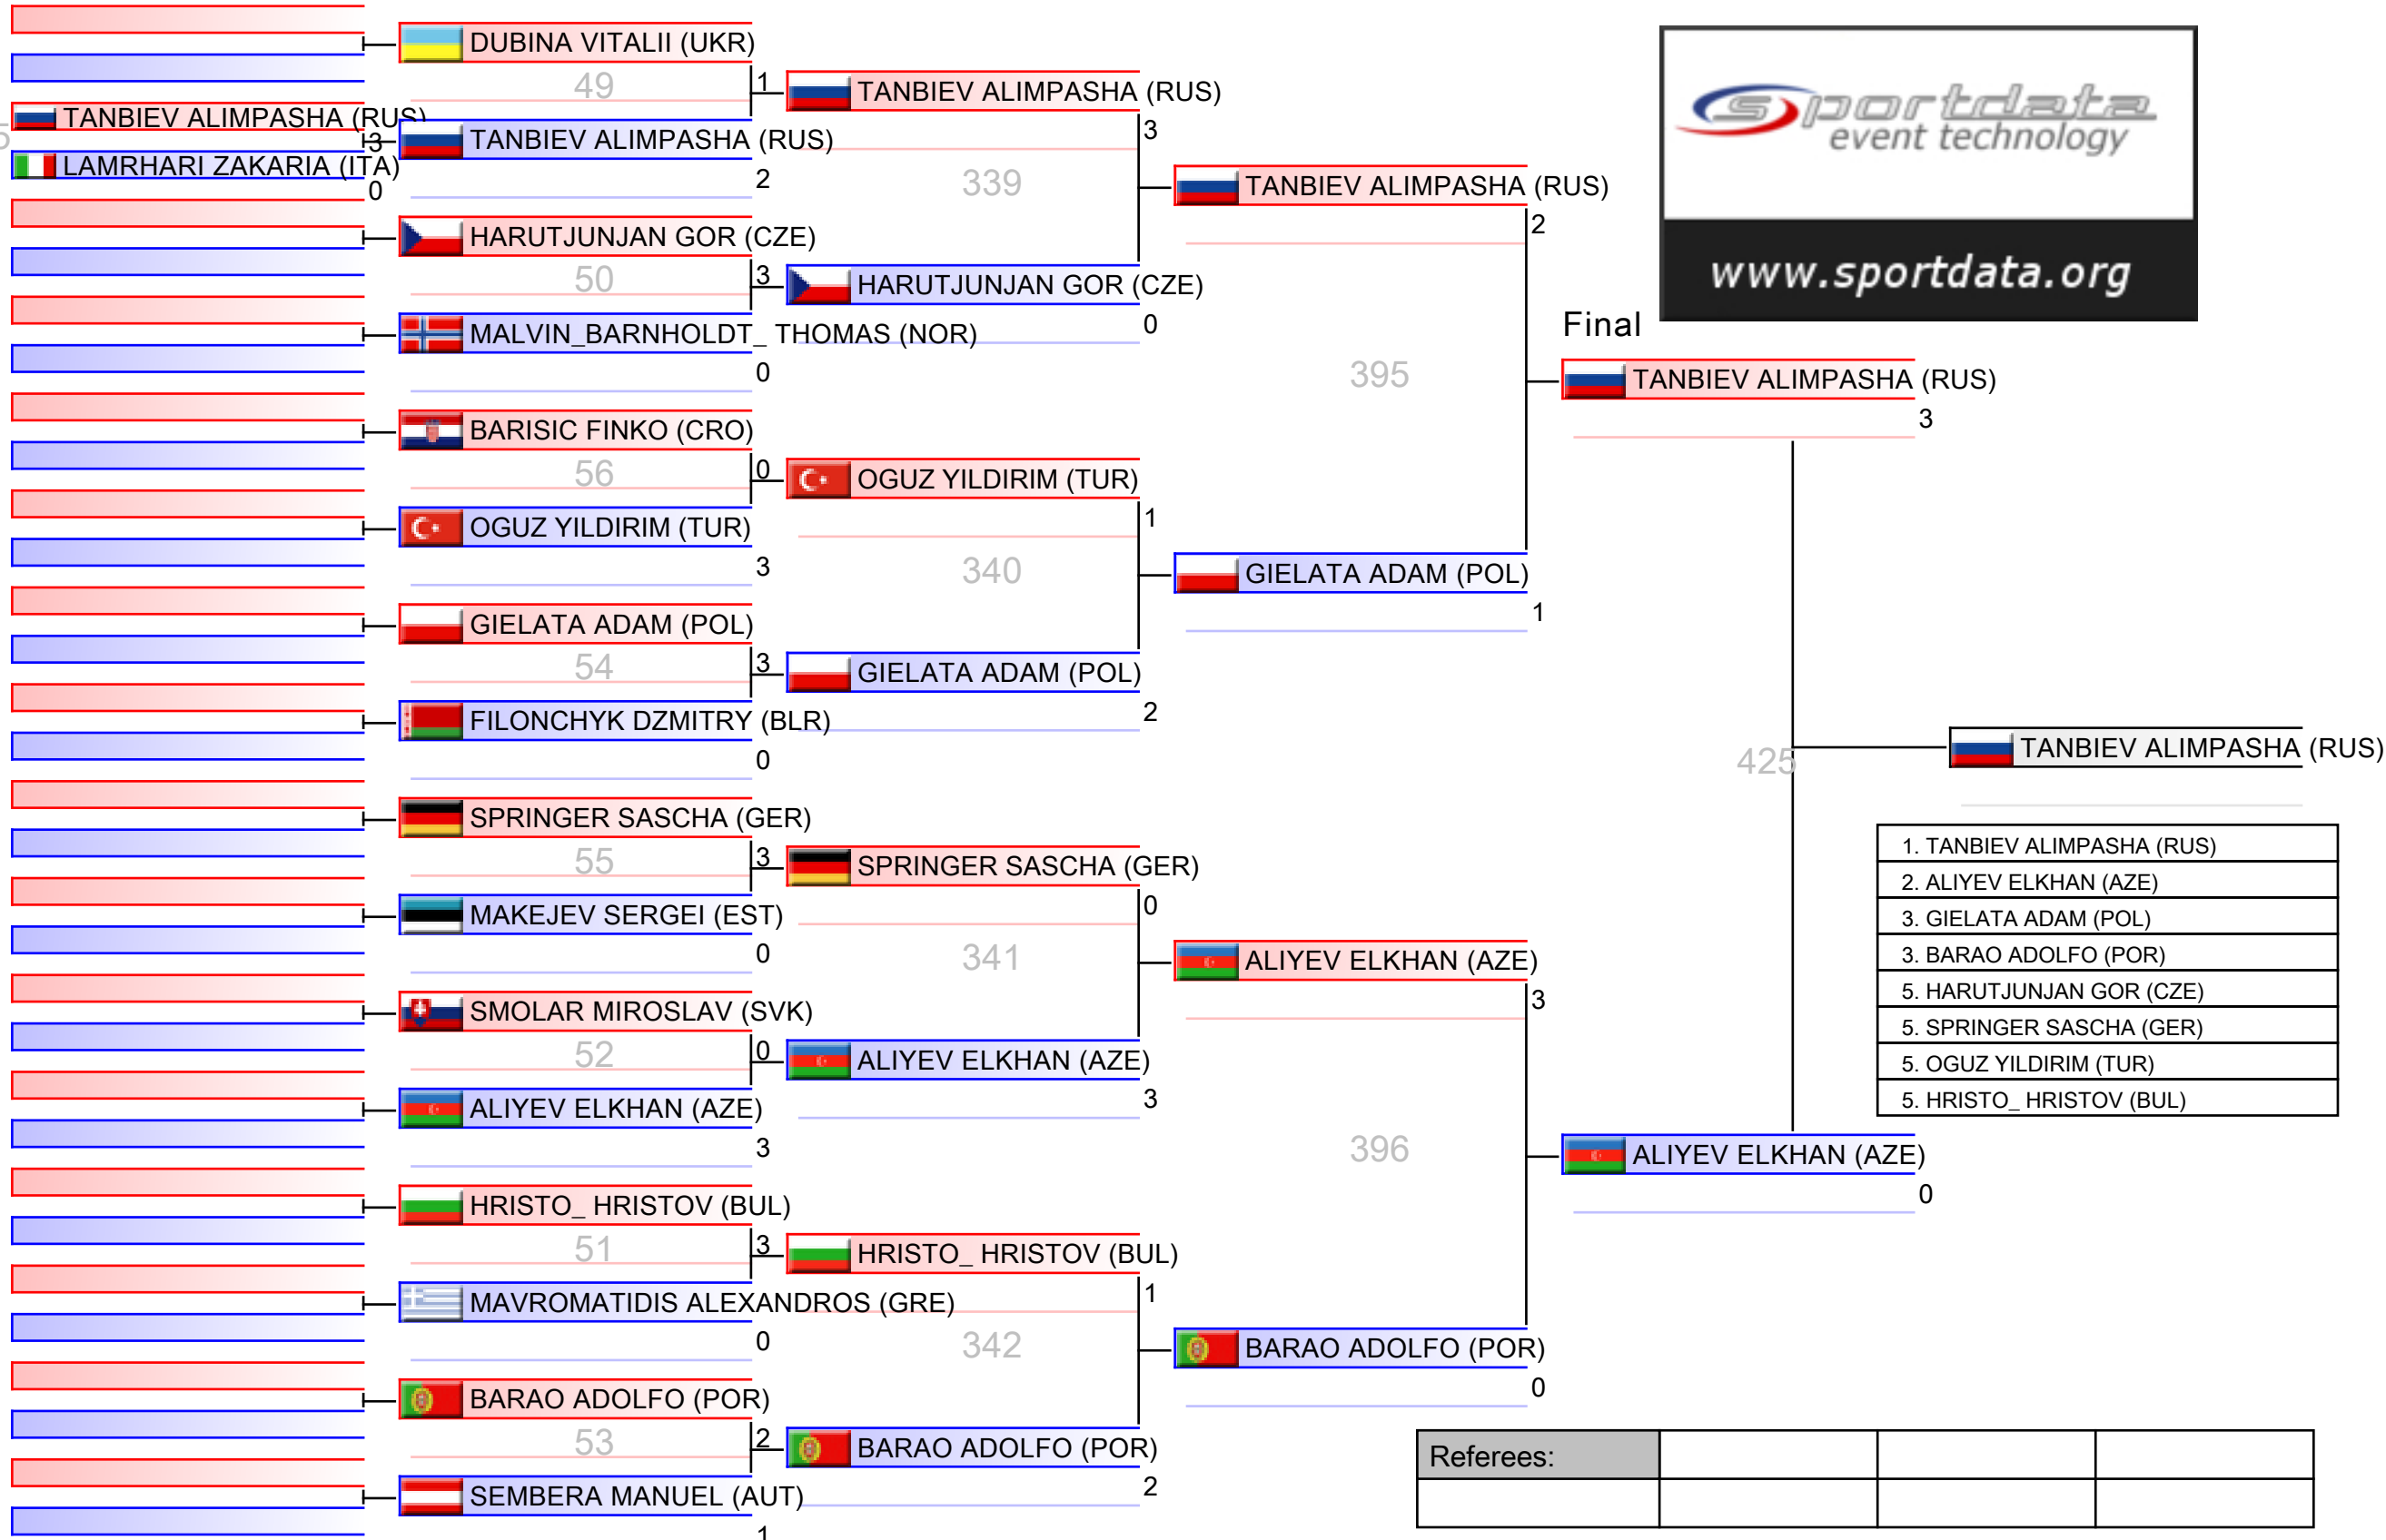 DUBINA VITALII (UKR)
49
1
TANBIEV ALIMPASHA (RUS)
TANBIEV ALIMPASHA (RUS)
3
5
TANBIEV ALIMPASHA (RUS)
3
2
LAMRHARI ZAKARIA (ITA)
0
339
TANBIEV ALIMPASHA (RUS)
2
HARUTJUNJAN GOR (CZE)
50
3
HARUTJUNJAN GOR (CZE)
0
MALVIN_BARNHOLDT_ THOMAS (NOR)
0
395
BARISIC FINKO (CRO)
56
0
OGUZ YILDIRIM (TUR)
1
OGUZ YILDIRIM (TUR)
3
340
GIELATA ADAM (POL)
1
GIELATA ADAM (POL)
54
3
GIELATA ADAM (POL)
2
FILONCHYK DZMITRY (BLR)
0
SPRINGER SASCHA (GER)
55
3
SPRINGER SASCHA (GER)
0
MAKEJEV SERGEI (EST)
0
341
ALIYEV ELKHAN (AZE)
3
SMOLAR MIROSLAV (SVK)
52
0
ALIYEV ELKHAN (AZE)
3
ALIYEV ELKHAN (AZE)
3
396
HRISTO_ HRISTOV (BUL)
51
3
HRISTO_ HRISTOV (BUL)
1
MAVROMATIDIS ALEXANDROS (GRE)
0
342
BARAO ADOLFO (POR)
0
BARAO ADOLFO (POR)
53
2
BARAO ADOLFO (POR)
2
SEMBERA MANUEL (AUT)
1
sportdata
event technology
www.sportdata.org
Final
TANBIEV ALIMPASHA (RUS)
3
425
TANBIEV ALIMPASHA (RUS)
ALIYEV ELKHAN (AZE)
0
1. TANBIEV ALIMPASHA (RUS)
2. ALIYEV ELKHAN (AZE)
3. GIELATA ADAM (POL)
3. BARAO ADOLFO (POR)
5. HARUTJUNJAN GOR (CZE)
5. SPRINGER SASCHA (GER)
5. OGUZ YILDIRIM (TUR)
5. HRISTO_ HRISTOV (BUL)
Referees: